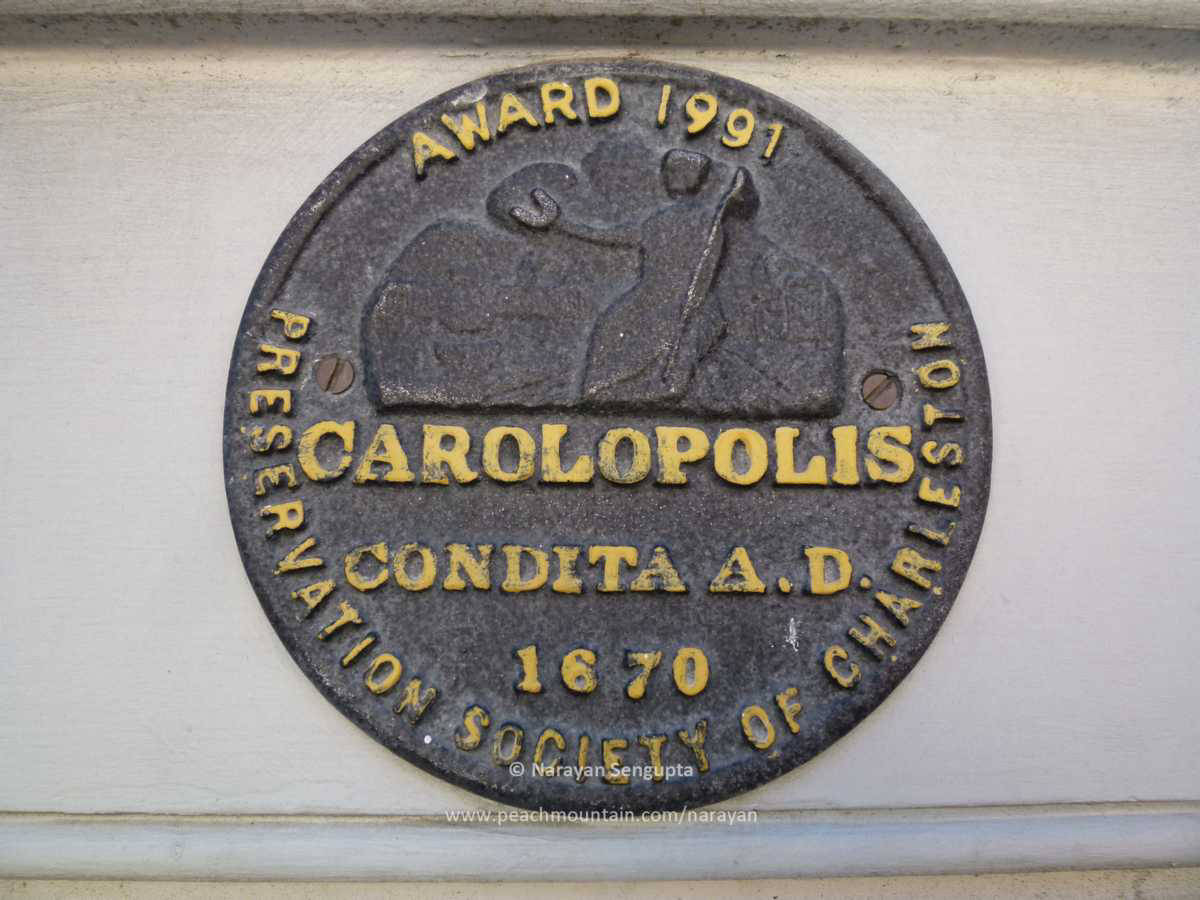 AWARD 1991
CAROLOPOLIS
CONDITA A.D.
1670
PRESERVATION SOCIETY OF CHARLESTON
© Narayan Sengupta
www.peachmountain.com/narayan